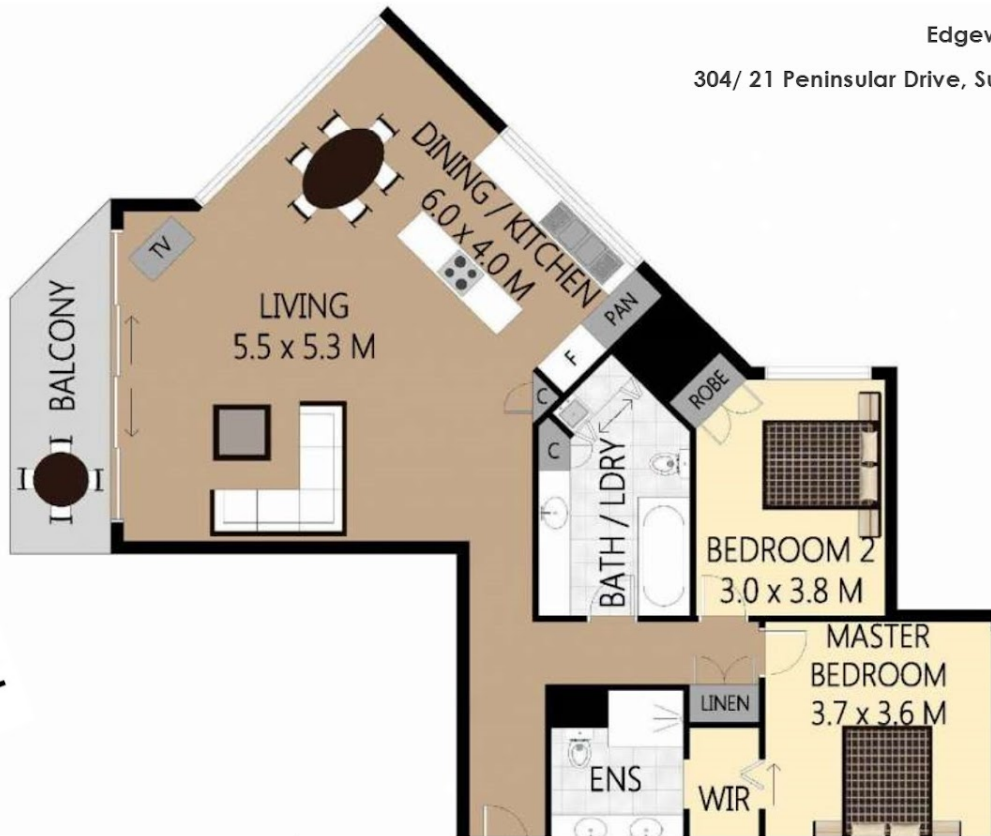 Edgew
304/ 21 Peninsular Drive, Su
DINING / KITCHEN
6.0 x 4.0 M
TV
LIVING
5.5 x 5.3 M
BALCONY
PAN
F
C
ROBE
C
BATH / LDRY
BEDROOM 2
3.0 x 3.8 M
MASTER
BEDROOM
3.7 x 3.6 M
LINEN
ENS
WIR